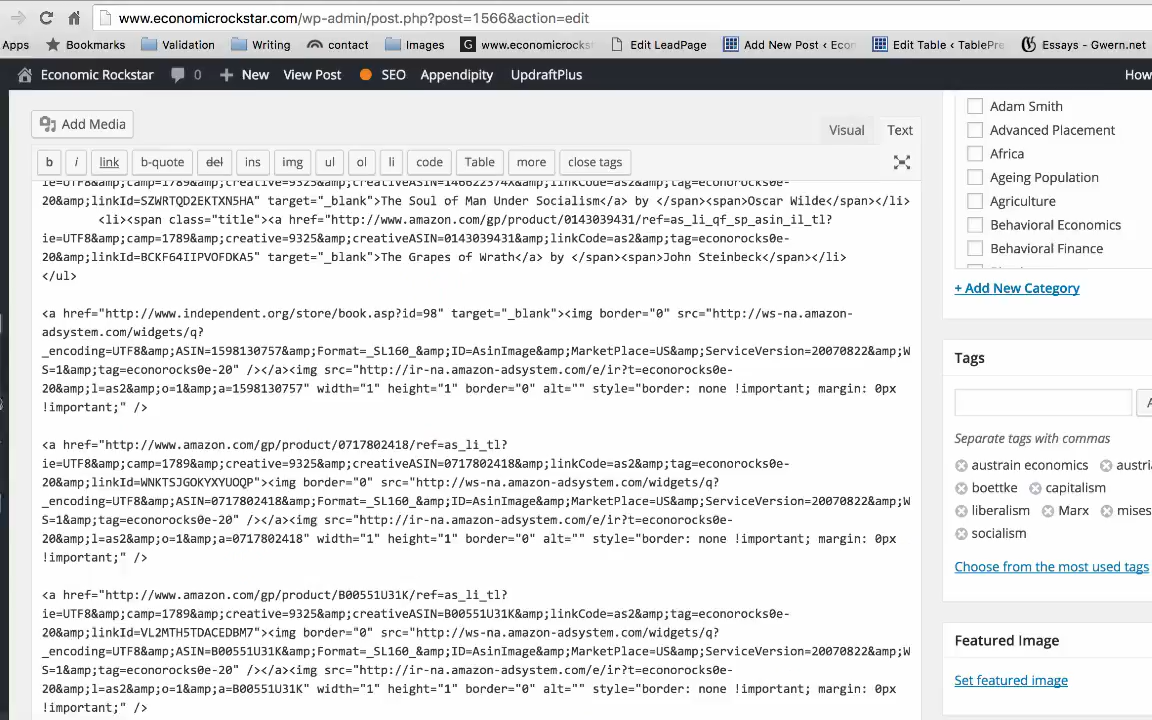 www.economicrockstar.com/wp-admin/post.php?post=1566&action=edit
Apps Bookmarks Validation Writing contact Images G www.economicrocks Edit LeadPage Add New Post ‹ Econ Edit Table ‹ TablePre Essays - Gwern.net
Economic Rockstar 0 New View Post SEO Appendipity UpdraftPlus How
Add Media
Visual Text
b i link b-quote del ins img ul ol li code Table more close tags
ie=UTF8&amp;camp=1789&amp;creative=9325&amp;creativeASIN=146622374X&amp;linkCode=as2&amp;tag=econorocks0e-
20&amp;linkId=SZWRTQD2EKTXN5HA" target="_blank">The Soul of Man Under Socialism</a> by </span><span>Oscar Wilde</span></li>
<li><span class="title"><a href="http://www.amazon.com/gp/product/0143039431/ref=as_li_qf_sp_asin_il_tl?
ie=UTF8&amp;camp=1789&amp;creative=9325&amp;creativeASIN=0143039431&amp;linkCode=as2&amp;tag=econorocks0e-
20&amp;linkId=BCKF64IIPVOFDKA5" target="_blank">The Grapes of Wrath</a> by </span><span>John Steinbeck</span></li>
</ul>
<a href="http://www.independent.org/store/book.asp?id=98" target="_blank"><img border="0" src="http://ws-na.amazon-
adsystem.com/widgets/q?
_encoding=UTF8&amp;ASIN=1598130757&amp;Format=_SL160_&amp;ID=AsinImage&amp;MarketPlace=US&amp;ServiceVersion=20070822&amp;W
S=1&amp;tag=econorocks0e-20" /></a><img src="http://ir-na.amazon-adsystem.com/e/ir?t=econorocks0e-
20&amp;l=as2&amp;o=1&amp;a=1598130757" width="1" height="1" border="0" alt="" style="border: none !important; margin: 0px
!important;" />
<a href="http://www.amazon.com/gp/product/0717802418/ref=as_li_tl?
ie=UTF8&amp;camp=1789&amp;creative=9325&amp;creativeASIN=0717802418&amp;linkCode=as2&amp;tag=econorocks0e-
20&amp;linkId=WNKTSJGOKYXYUOQP"><img border="0" src="http://ws-na.amazon-adsystem.com/widgets/q?
_encoding=UTF8&amp;ASIN=0717802418&amp;Format=_SL160_&amp;ID=AsinImage&amp;MarketPlace=US&amp;ServiceVersion=20070822&amp;W
S=1&amp;tag=econorocks0e-20" /></a><img src="http://ir-na.amazon-adsystem.com/e/ir?t=econorocks0e-
20&amp;l=as2&amp;o=1&amp;a=0717802418" width="1" height="1" border="0" alt="" style="border: none !important; margin: 0px
!important;" />
<a href="http://www.amazon.com/gp/product/B00551U31K/ref=as_li_tl?
ie=UTF8&amp;camp=1789&amp;creative=9325&amp;creativeASIN=B00551U31K&amp;linkCode=as2&amp;tag=econorocks0e-
20&amp;linkId=VL2MTH5TDACEDBM7"><img border="0" src="http://ws-na.amazon-adsystem.com/widgets/q?
_encoding=UTF8&amp;ASIN=B00551U31K&amp;Format=_SL160_&amp;ID=AsinImage&amp;MarketPlace=US&amp;ServiceVersion=20070822&amp;W
S=1&amp;tag=econorocks0e-20" /></a><img src="http://ir-na.amazon-adsystem.com/e/ir?t=econorocks0e-
20&amp;l=as2&amp;o=1&amp;a=B00551U31K" width="1" height="1" border="0" alt="" style="border: none !important; margin: 0px
!important;" />
Adam Smith
Advanced Placement
Africa
Ageing Population
Agriculture
Behavioral Economics
Behavioral Finance
+ Add New Category
Tags
Separate tags with commas
austrain economics austri
boettke capitalism
liberalism Marx mises
socialism
Choose from the most used tags
Featured Image
Set featured image